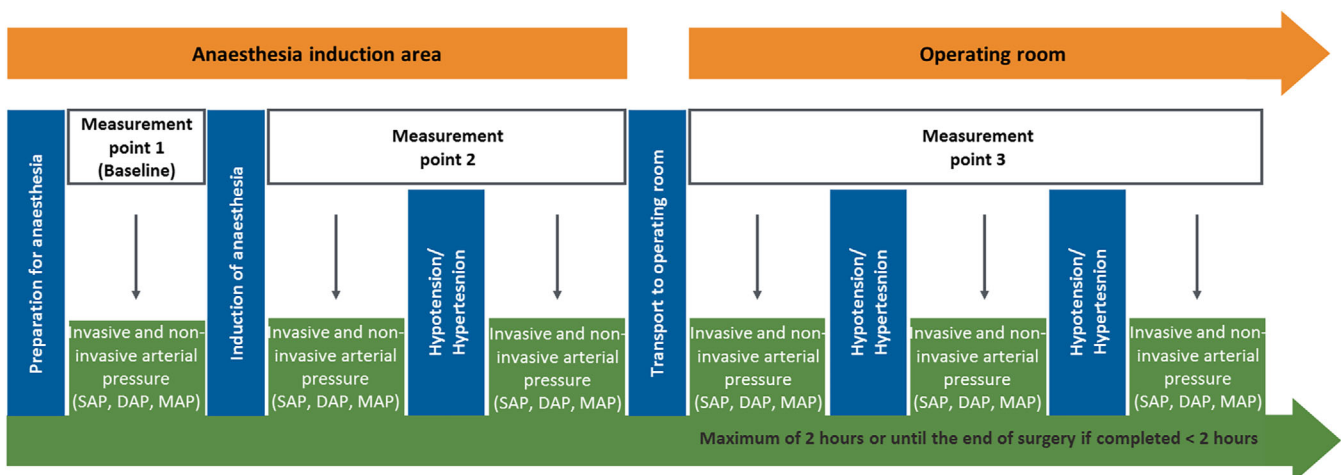 Anaesthesia induction area
Operating room
Preparation for anaesthesia
Measurement
point 1
(Baseline)
Induction of anaesthesia
Measurement
point 2
Transport to operating room
Measurement
point 3
Invasive and non-
invasive arterial
pressure
(SAP, DAP, MAP)
Invasive and non-
invasive arterial
pressure
(SAP, DAP, MAP)
Hypotension/
Hypertesnion
Invasive and non-
invasive arterial
pressure
(SAP, DAP, MAP)
Invasive and non-
invasive arterial
pressure
(SAP, DAP, MAP)
Hypotension/
Hypertesnion
Invasive and non-
invasive arterial
pressure
(SAP, DAP, MAP)
Hypotension/
Hypertesnion
Invasive and non-
invasive arterial
pressure
(SAP, DAP, MAP)
Maximum of 2 hours or until the end of surgery if completed < 2 hours